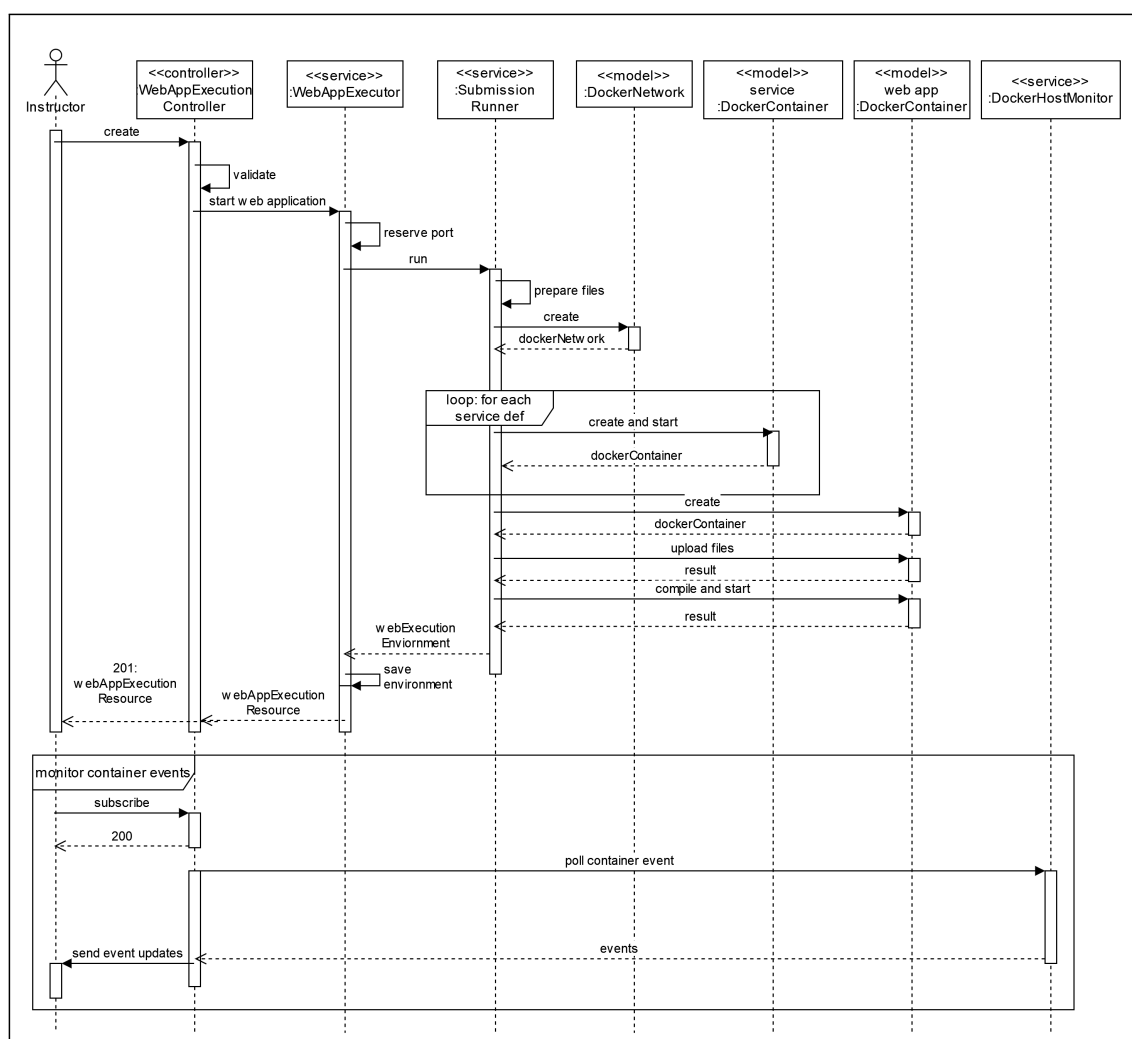 <<controller>>
:WebAppExecution
Controller
<<service>>
:WebAppExecutor
<<service>>
:Submission
Runner
<<model>>
:DockerNetwork
<<model>>
service
:DockerContainer
<<model>>
web app
:DockerContainer
<<service>>
:DockerHostMonitor
Instructor
create
validate
start web application
reserve port
run
prepare files
create
dockerNetwork
loop: for each
service def
create and start
dockerContainer
create
dockerContainer
upload files
result
compile and start
result
webExecution
Enviornment
save
environment
201:
webAppExecution
Resource
webAppExecution
Resource
monitor container events
subscribe
200
poll container event
events
send event updates